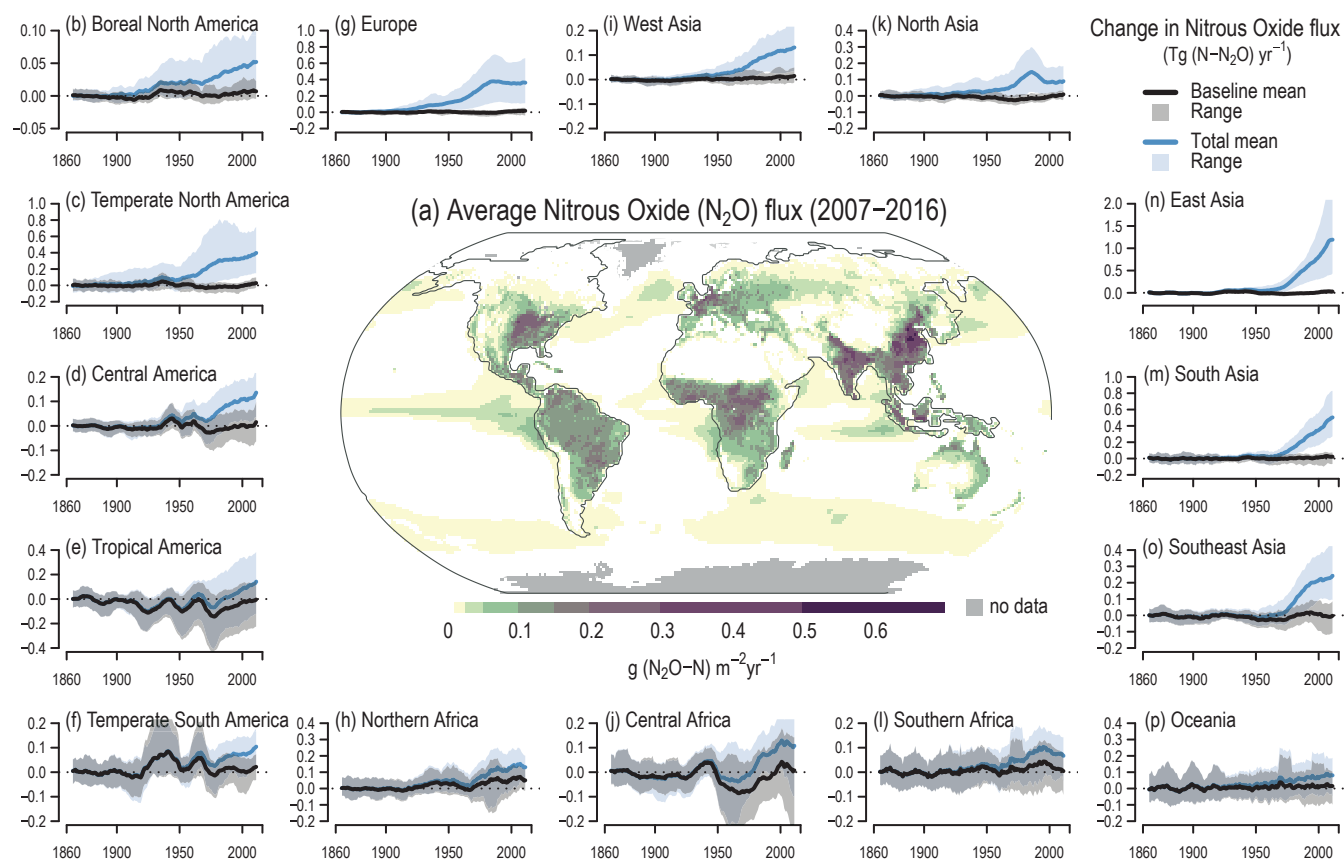 (b) Boreal North America
0.10
0.05
0.00
−0.05
1860 1900 1950 2000
(g) Europe
1.0
0.8
0.6
0.4
0.2
0.0
−0.2
1860 1900 1950 2000
(i) West Asia
0.2
0.1
0.0
−0.1
−0.2
1860 1900 1950 2000
(k) North Asia
0.4
0.3
0.2
0.1
0.0
−0.1
−0.2
1860 1900 1950 2000
Change in Nitrous Oxide flux
(Tg (N−N₂O) yr⁻¹)
Baseline mean
Range
Total mean
Range
(c) Temperate North America
1.0
0.8
0.6
0.4
0.2
0.0
−0.2
1860 1900 1950 2000
(a) Average Nitrous Oxide (N₂O) flux (2007−2016)
0 0.1 0.2 0.3 0.4 0.5 0.6
no data
g (N₂O−N) m⁻²yr⁻¹
(n) East Asia
2.0
1.5
1.0
0.5
0.0
1860 1900 1950 2000
(d) Central America
0.2
0.1
0.0
−0.1
−0.2
1860 1900 1950 2000
(m) South Asia
1.0
0.8
0.6
0.4
0.2
0.0
−0.2
1860 1900 1950 2000
(e) Tropical America
0.4
0.2
0.0
−0.2
−0.4
1860 1900 1950 2000
(o) Southeast Asia
0.4
0.3
0.2
0.1
0.0
−0.1
−0.2
1860 1900 1950 2000
(f) Temperate South America
0.2
0.1
0.0
0.1
0.2
1860 1900 1950 2000
(h) Northern Africa
0.4
0.3
0.2
0.1
0.0
0.1
0.2
1860 1900 1950 2000
(j) Central Africa
0.2
0.1
0.0
−0.1
−0.2
1860 1900 1950 2000
(l) Southern Africa
0.2
0.1
0.0
0.1
0.2
1860 1900 1950 2000
(p) Oceania
0.2
0.1
0.0
0.1
0.2
1860 1900 1950 2000